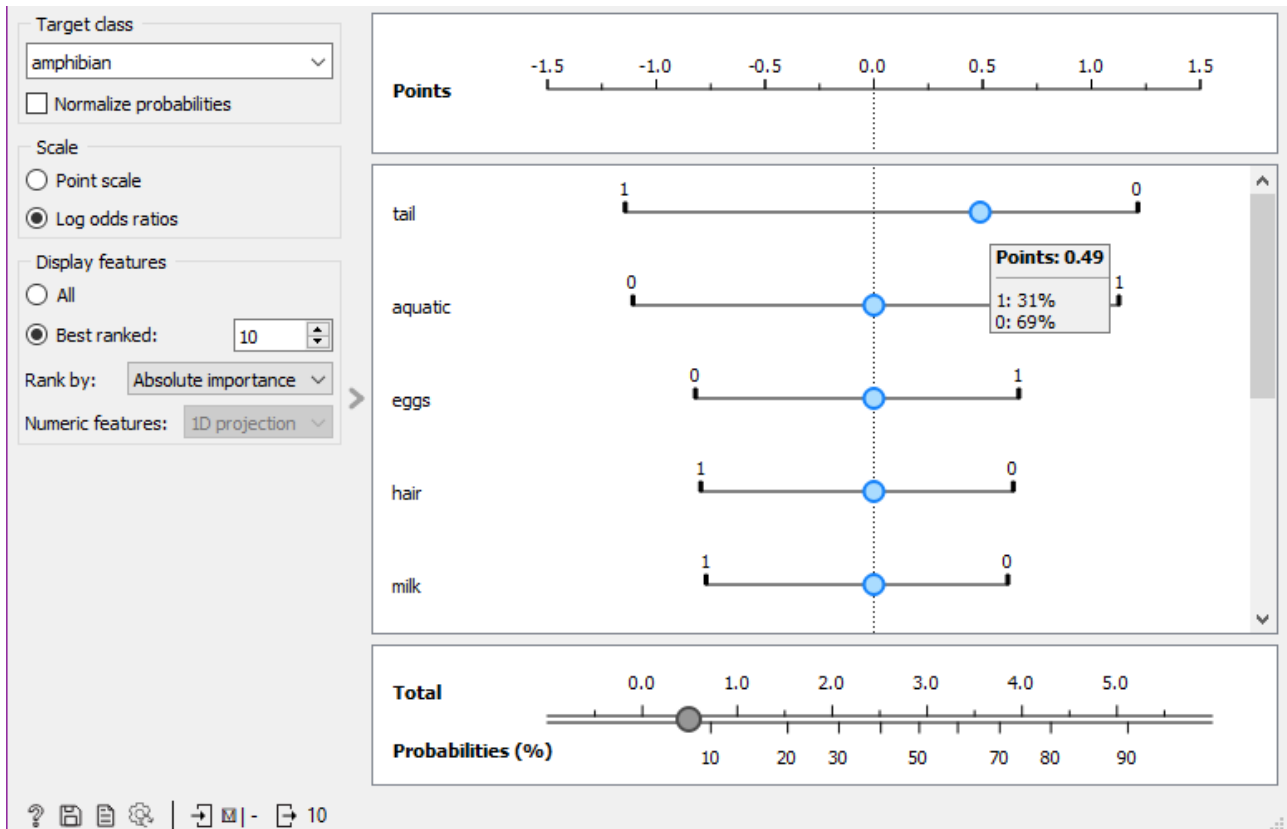 Target class
amphibian
Normalize probabilities
Scale
Point scale
Log odds ratios
Display features
All
Best ranked: 10
Rank by: Absolute importance
Numeric features: 1D projection
-1.5 -1.0 -0.5 0.0 0.5 1.0 1.5
Points
1 0
tail
Points: 0.49
1: 31%
0: 69%
0 1
aquatic
0 1
eggs
1 0
hair
1 0
milk
0.0 1.0 2.0 3.0 4.0 5.0
Total
Probabilities (%)
10 20 30 50 70 80 90
? M | - 10